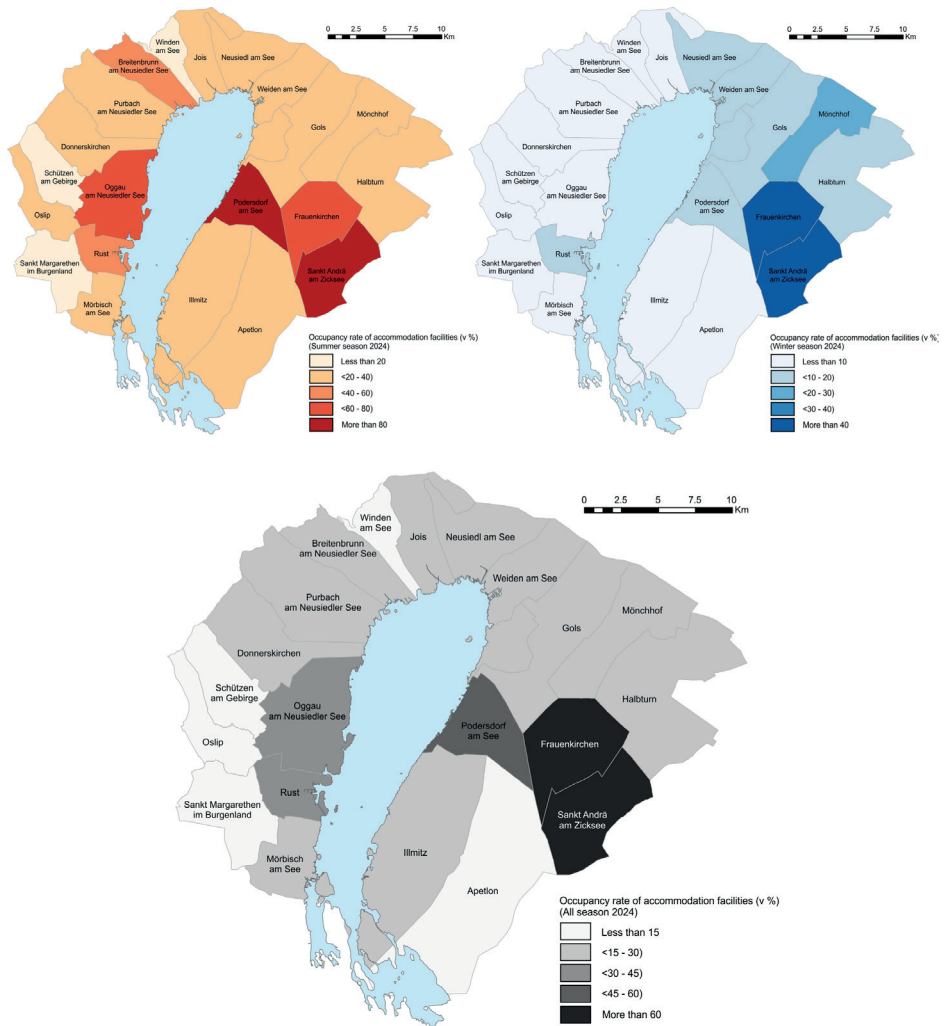 0 2.5 5 7.5 10
Km
Winden
am See
Jois
Neusiedl am See
Breitenbrunn
am Neusiedler See
Weiden am See
Purbach
am Neusiedler See
Mönchhof
Gols
Donnerskirchen
Schützen
am Gebirge
Halbturn
Oggau
am Neusiedler See
Podersdorf
am See
Oslip
Frauenkirchen
Rust
Sankt Margarethen
im Burgenland
Sankt Andrä
am Zicksee
Mörbisch
am See
Illmitz
Apetlon
Occupancy rate of accommodation facilities (v %)
(Summer season 2024)
Less than 20
<20 - 40)
<40 - 60)
<60 - 80)
More than 80
0 2.5 5 7.5 10
Km
Winden
am See
Jois
Neusiedl am See
Breitenbrunn
am Neusiedler See
Weiden am See
Purbach
am Neusiedler See
Mönchhof
Gols
Donnerskirchen
Schützen
am Gebirge
Halbturn
Oggau
am Neusiedler See
Podersdorf
am See
Oslip
Frauenkirchen
Rust
Sankt Margarethen
im Burgenland
Sankt Andrä
am Zicksee
Mörbisch
am See
Illmitz
Apetlon
Occupancy rate of accommodation facilities (v %)
(Winter season 2024)
Less than 10
<10 - 20)
<20 - 30)
<30 - 40)
More than 40
0 2.5 5 7.5 10
Km
Winden
am See
Jois
Neusiedl am See
Breitenbrunn
am Neusiedler See
Weiden am See
Purbach
am Neusiedler See
Mönchhof
Gols
Donnerskirchen
Schützen
am Gebirge
Halbturn
Oggau
am Neusiedler See
Podersdorf
am See
Oslip
Frauenkirchen
Rust
Sankt Margarethen
im Burgenland
Sankt Andrä
am Zicksee
Mörbisch
am See
Illmitz
Apetlon
Occupancy rate of accommodation facilities (v %)
(All season 2024)
Less than 15
<15 - 30)
<30 - 45)
<45 - 60)
More than 60